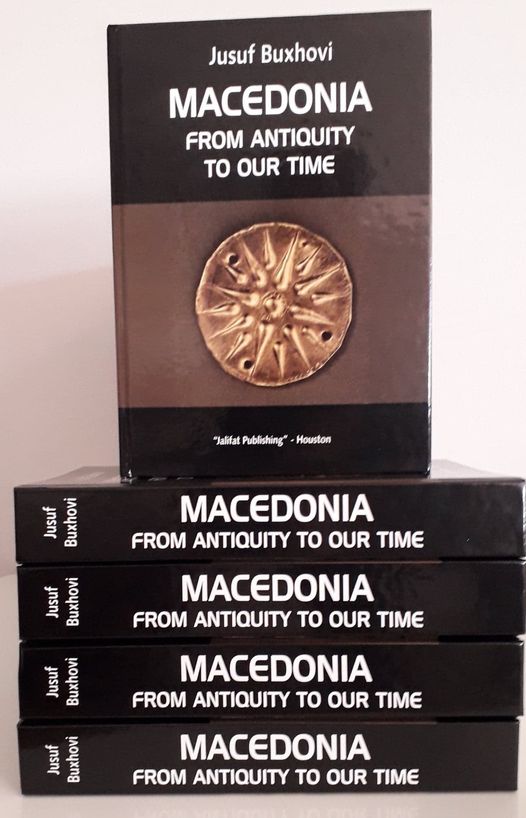 Jusuf Buxhovi
MACEDONIA
FROM ANTIQUITY
TO OUR TIME
"Jalifat Publishing" - Houston
Jusuf
Buxhovi
MACEDONIA
FROM ANTIQUITY TO OUR TIME
Jusuf
Buxhovi
MACEDONIA
FROM ANTIQUITY TO OUR TIME
Jusuf
Buxhovi
MACEDONIA
FROM ANTIQUITY TO OUR TIME
Jusuf
Buxhovi
MACEDONIA
FROM ANTIQUITY TO OUR TIME